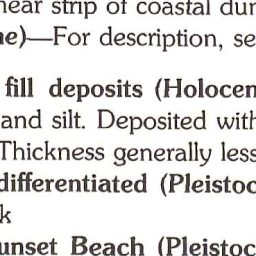 near strip of coastal dur
ne)—For description, se
fill deposits (Holocen
and silt. Deposited with
Thickness generally less
differentiated (Pleistoc
k
unset Beach (Pleistoc